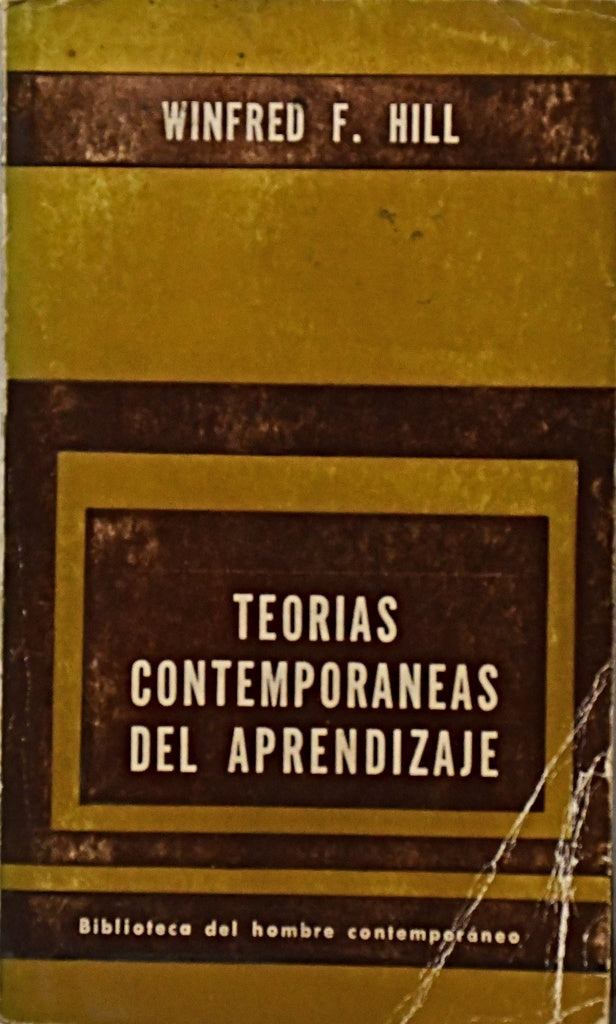 WINFRED F. HILL
TEORIAS
CONTEMPORANEAS
DEL APRENDIZAJE
Biblioteca del hombre contemporáneo